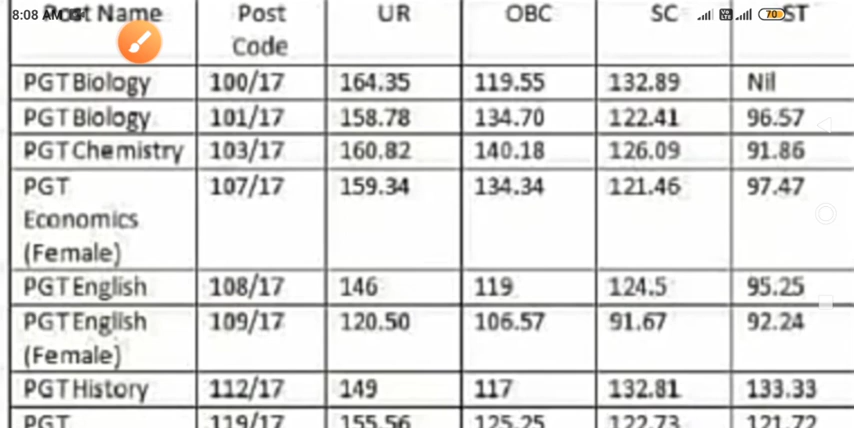 8:08 AM
70
Post Name Post Code UR OBC SC ST
PGT Biology 100/17 164.35 119.55 132.89 Nil
PGT Biology 101/17 158.78 134.70 122.41 96.57
PGT Chemistry 103/17 160.82 140.18 126.09 91.86
PGT Economics (Female) 107/17 159.34 134.34 121.46 97.47
PGT English 108/17 146 119 124.5 95.25
PGT English (Female) 109/17 120.50 106.57 91.67 92.24
PGT History 112/17 149 117 132.81 133.33
PGT 119/17 155.56 125.25 122.73 121.72